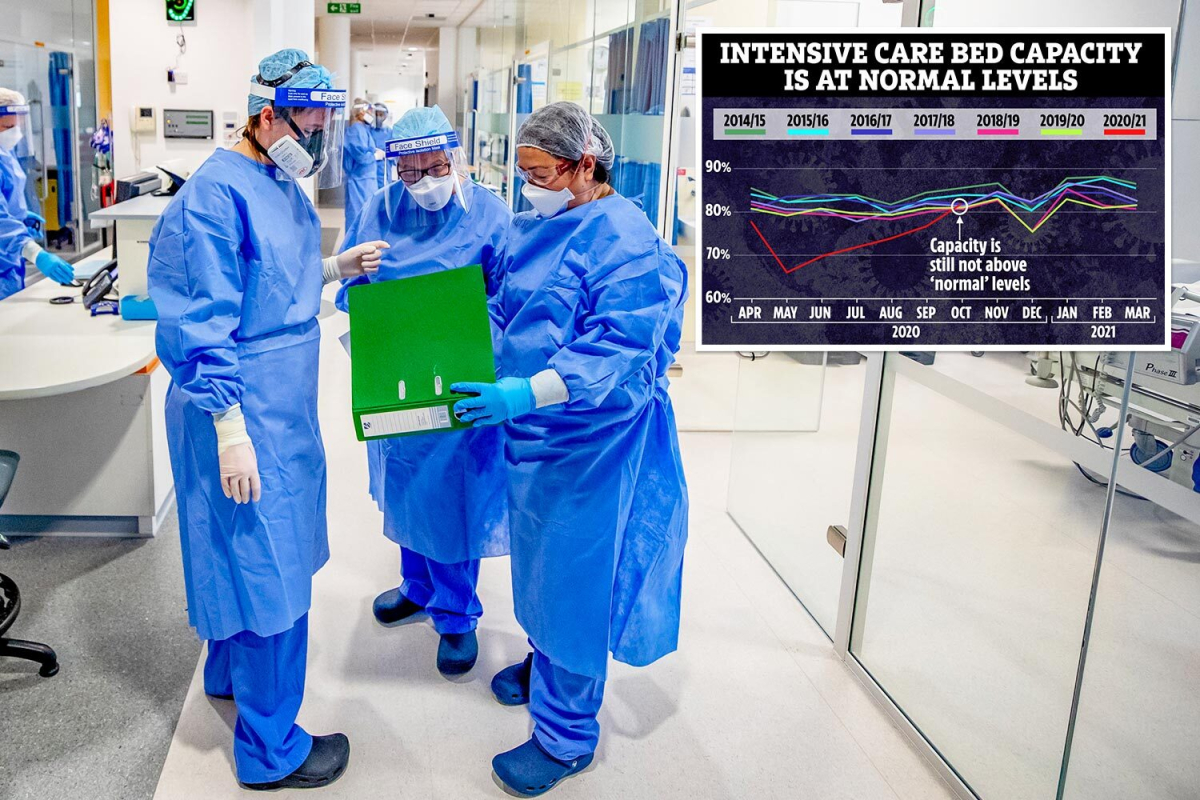 INTENSIVE CARE BED CAPACITY
IS AT NORMAL LEVELS
2014/15 2015/16 2016/17 2017/18 2018/19 2019/20 2020/21
90%
80%
70%
60%
Capacity is
still not above
‘normal’ levels
APR MAY JUN JUL AUG SEP OCT NOV DEC JAN FEB MAR
2020 2021
Face Shield
Phase III